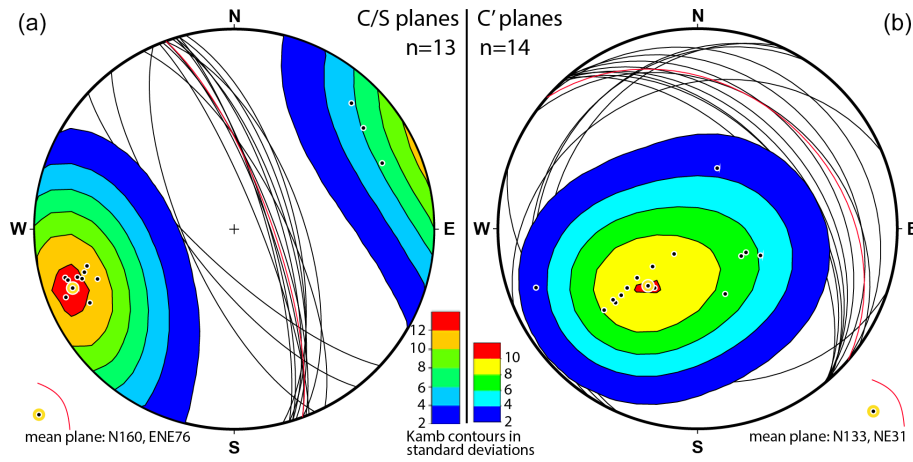 (a)
N
C/S planes
n=13
W
E
S
12
10
8
6
4
2
mean plane: N160, ENE76
C’ planes
n=14
N
(b)
W
E
S
10
8
6
4
2
Kamb contours in
standard deviations
mean plane: N133, NE31